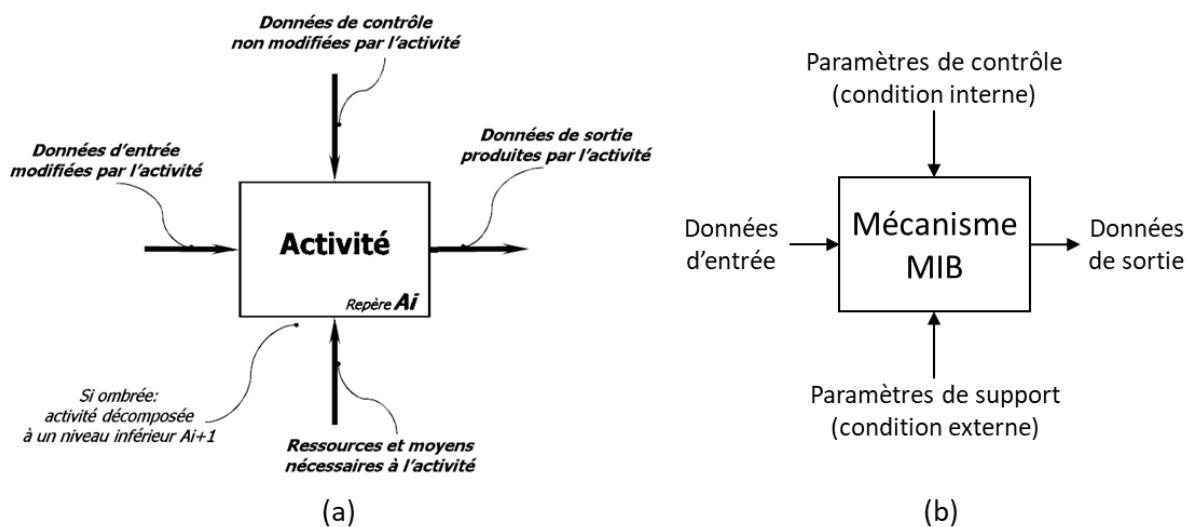 Données de contrôle
non modifiées par l'activité
Données d'entrée
modifiées par l'activité
Données de sortie
produites par l'activité
Activité
Repère Ai
Si ombrée:
activité décomposée
à un niveau inférieur Ai+1
Ressources et moyens
nécessaires à l'activité
(a)
Paramètres de contrôle
(condition interne)
Données
d'entrée
Mécanisme
MIB
Données
de sortie
Paramètres de support
(condition externe)
(b)